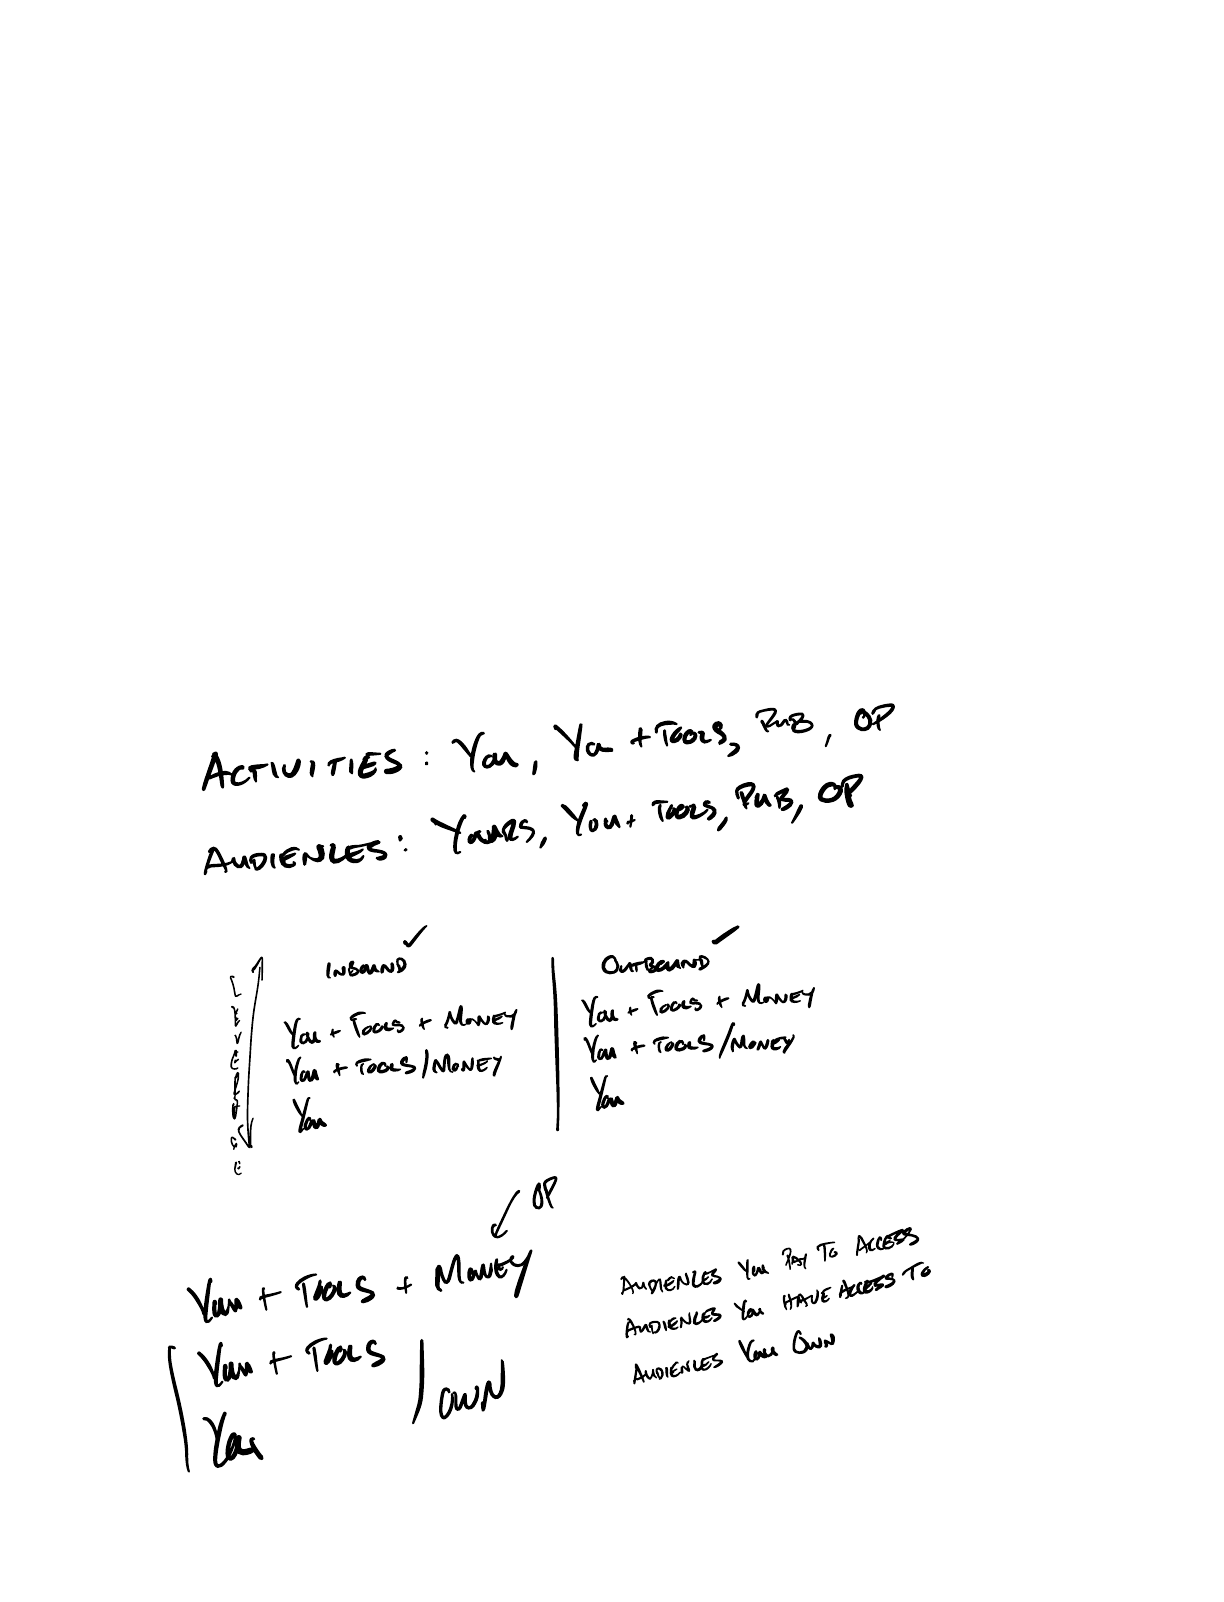 ACTIVITIES: YOU, YOU + TOOLS, PUB, OP
AUDIENCES: YOURS, YOU + TOOLS, PUB, OP
INBOUND ✓
OUTBOUND ✓
LEVERAGE
YOU + TOOLS + MONEY
YOU + TOOLS/MONEY
YOU
YOU + TOOLS + MONEY
YOU + TOOLS/MONEY
YOU
OP
YOU + TOOLS + MONEY
YOU + TOOLS
YOU
OWN
AUDIENCES YOU PAY TO ACCESS
AUDIENCES YOU HAVE ACCESS TO
AUDIENCES YOU OWN